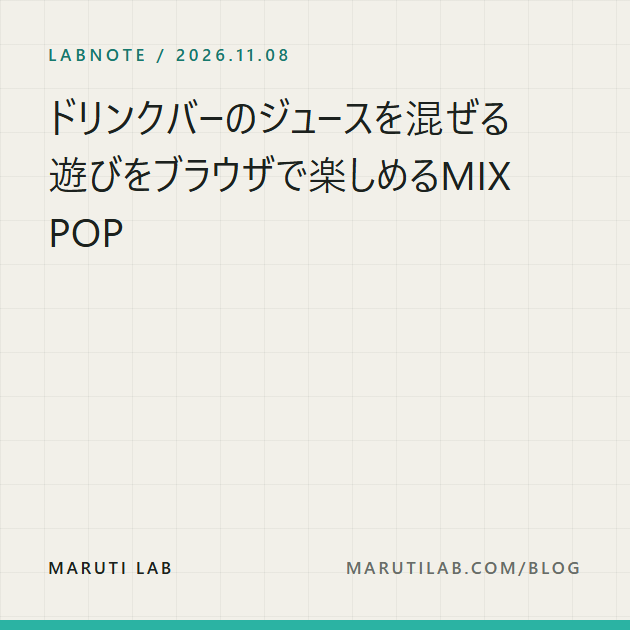 LABNOTE / 2026.11.08
ドリンクバーのジュースを混ぜる
遊びをブラウザで楽しめるMIX
POP
MARUTI LAB
MARUTILAB.COM/BLOG